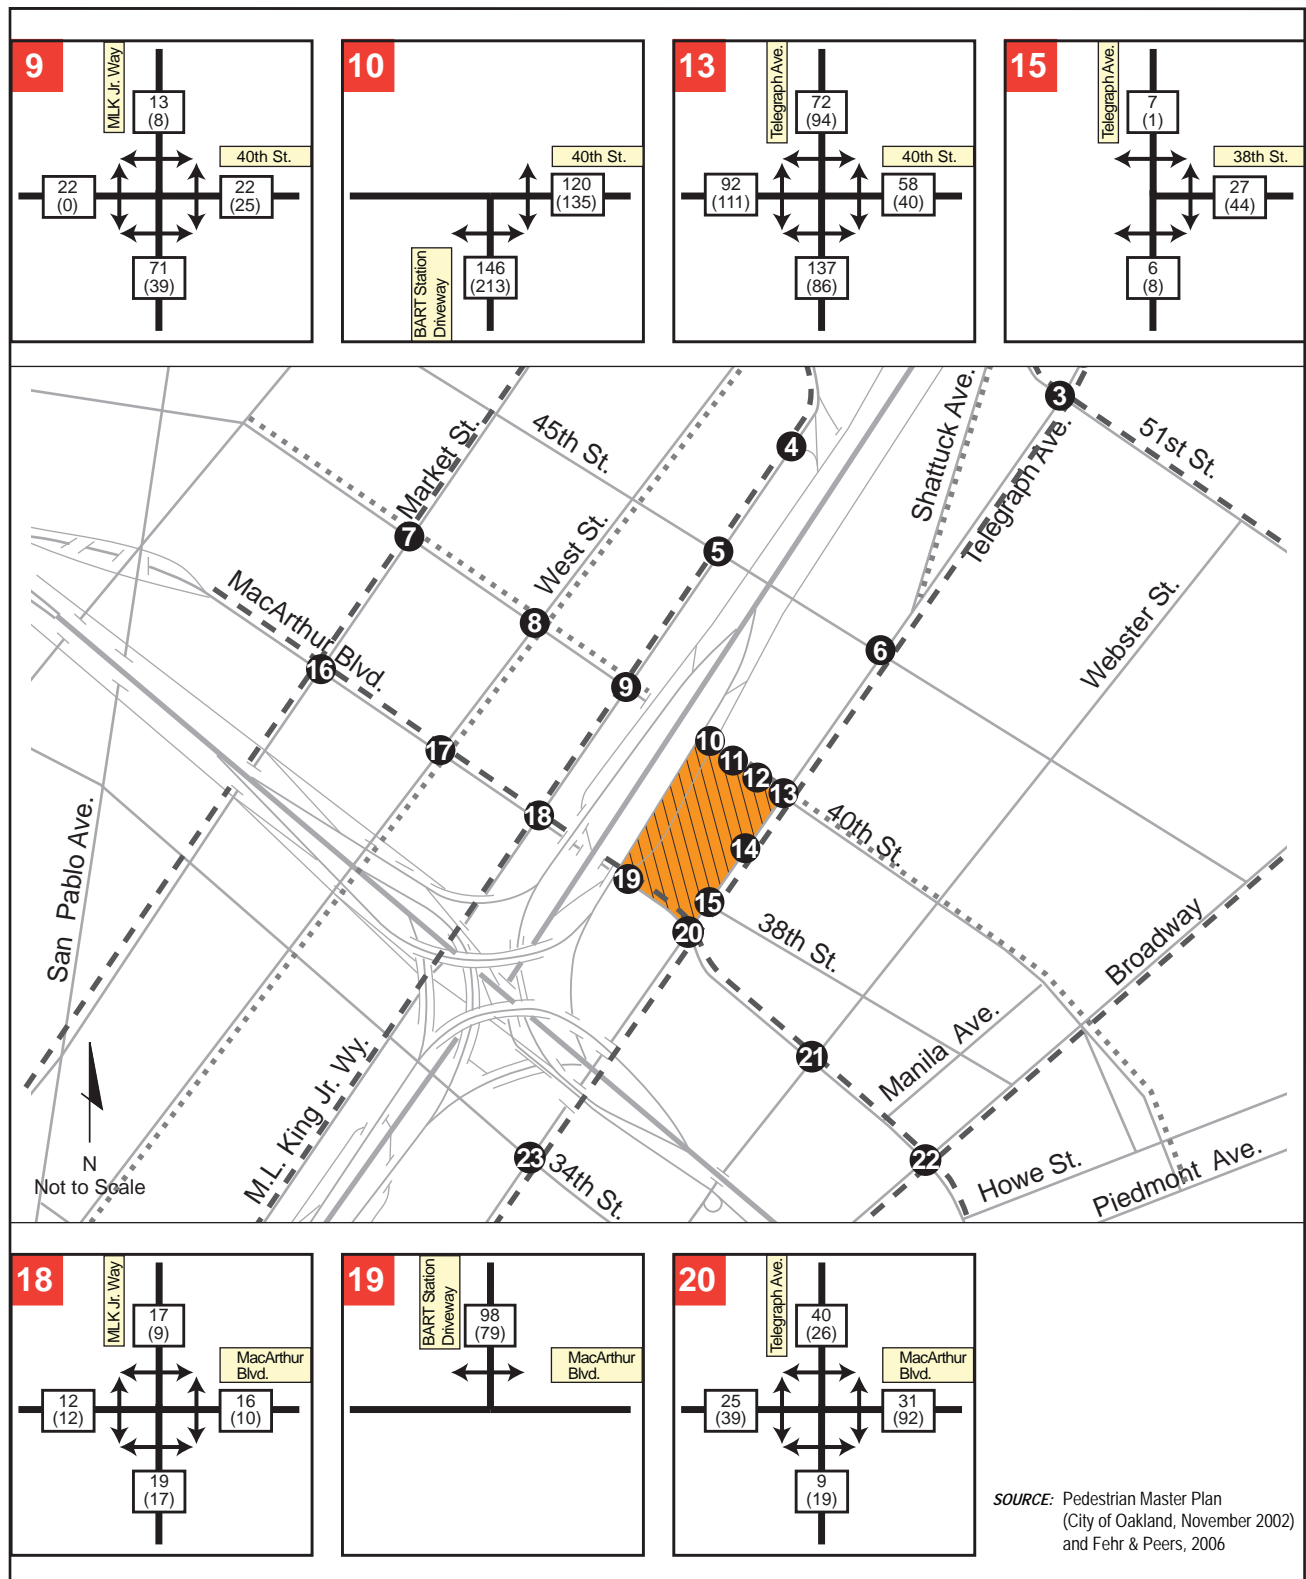 9
MLK Jr. Way
13
(8)
40th St.
22
(0)
22
(25)
71
(39)
10
40th St.
120
(135)
BART Station
Driveway
146
(213)
13
Telegraph Ave.
72
(94)
40th St.
92
(111)
58
(40)
137
(86)
15
Telegraph Ave.
7
(1)
38th St.
27
(44)
6
(8)
3
4
5
6
7
8
9
10
11
12
13
14
15
16
17
18
19
20
21
22
23
Market St.
45th St.
West St.
Shattuck Ave.
Telegraph Ave.
51st St.
MacArthur Blvd.
Webster St.
San Pablo Ave.
40th St.
38th St.
Broadway
Manila Ave.
M.L. King Jr. Wy.
34th St.
Howe St.
Piedmont Ave.
N
Not to Scale
18
MLK Jr. Way
17
(9)
MacArthur
Blvd.
12
(12)
16
(10)
19
(17)
19
BART Station
Driveway
98
(79)
MacArthur
Blvd.
20
Telegraph Ave.
40
(26)
MacArthur
Blvd.
25
(39)
31
(92)
9
(19)
SOURCE: Pedestrian Master Plan
(City of Oakland, November 2002)
and Fehr & Peers, 2006